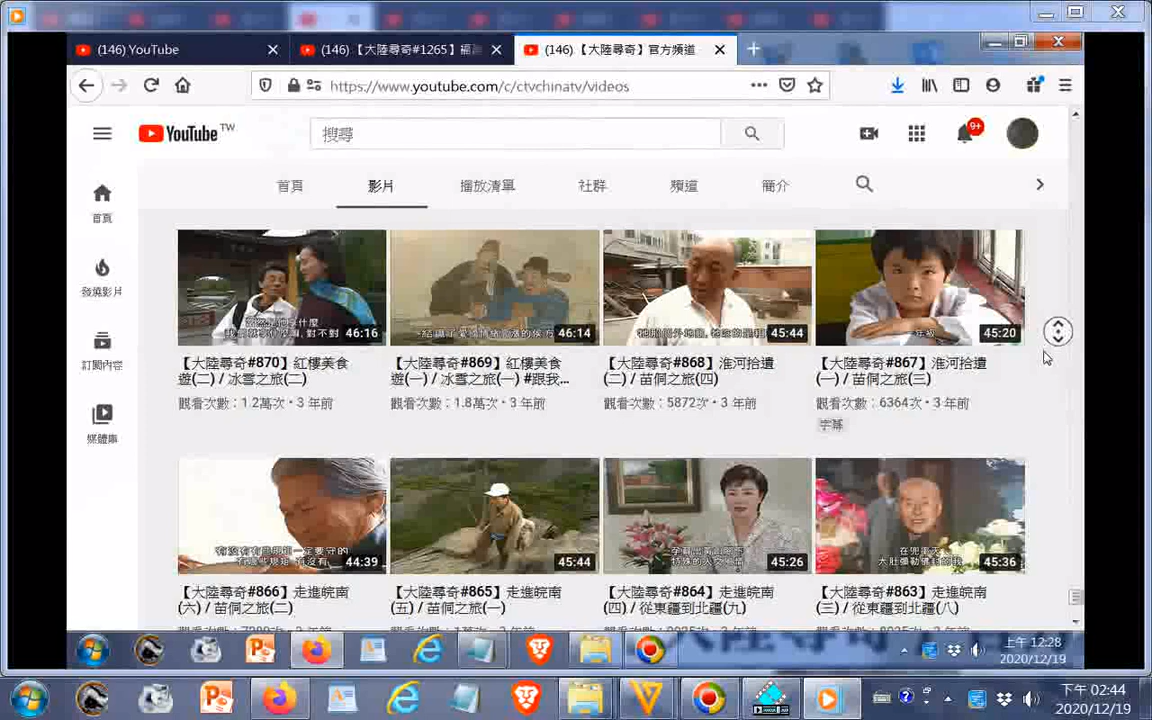 (146) YouTube
(146)【大陸尋奇#1265】福
(146)【大陸尋奇】官方頻道
https://www.youtube.com/c/ctvchinatv/videos
YouTube TW
搜尋
9+
首頁
影片
播放清單
社群
頻道
簡介
首頁
發燒影片
訂閱內容
媒體庫
46:16
46:14
45:44
45:20
【大陸尋奇#870】紅樓美食
遊(二) / 冰雪之旅(二)
觀看次數：1.2萬次 • 3 年前
【大陸尋奇#869】紅樓美食
遊(一) / 冰雪之旅(一) #跟我...
觀看次數：1.8萬次 • 3 年前
【大陸尋奇#868】淮河拾遺
(二) / 苗侗之旅(四)
觀看次數：5872次 • 3 年前
【大陸尋奇#867】淮河拾遺
(一) / 苗侗之旅(三)
觀看次數：6364次 • 3 年前
字幕
44:39
45:44
45:26
45:36
【大陸尋奇#866】走進皖南
(六) / 苗侗之旅(二)
【大陸尋奇#865】走進皖南
(五) / 苗侗之旅(一)
【大陸尋奇#864】走進皖南
(四) / 從東疆到北疆(九)
【大陸尋奇#863】走進皖南
(三) / 從東疆到北疆(八)
上午 12:28
2020/12/19
下午 02:44
2020/12/19